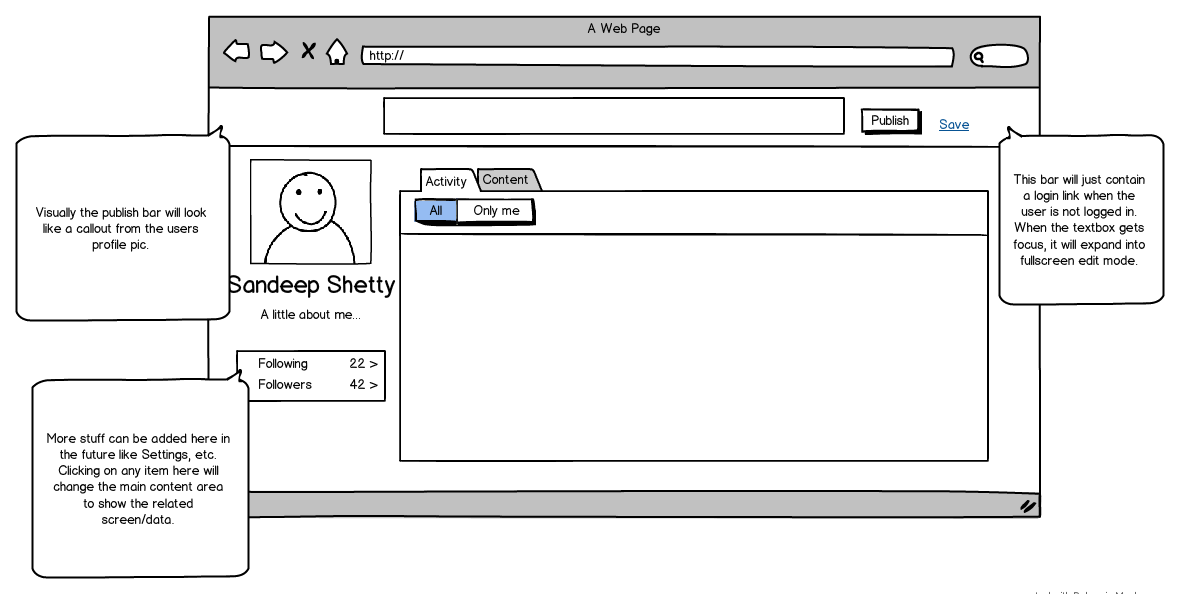 A Web Page
http://
Publish
Save
Visually the publish bar will look
like a callout from the users
profile pic.
This bar will just contain
a login link when the
user is not logged in.
When the textbox gets
focus, it will expand into
fullscreen edit mode.
Activity
Content
All
Only me
Sandeep Shetty
A little about me...
Following 22 >
Followers 42 >
More stuff can be added here in
the future like Settings, etc.
Clicking on any item here will
change the main content area
to show the related
screen/data.